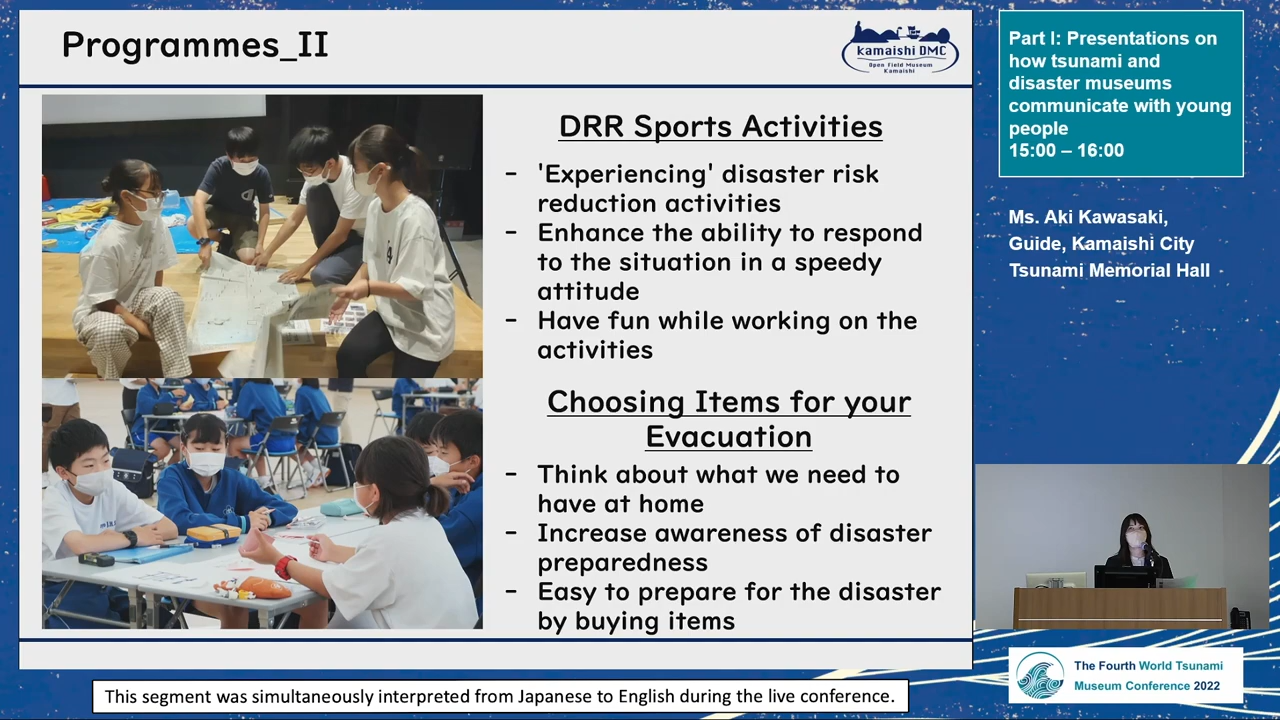 Programmes_II
Kamaishi DMC
Open Field Museum
Kamaishi
DRR Sports Activities
- 'Experiencing' disaster risk
reduction activities
- Enhance the ability to respond
to the situation in a speedy
attitude
- Have fun while working on the
activities
Choosing Items for your
Evacuation
- Think about what we need to
have at home
- Increase awareness of disaster
preparedness
- Easy to prepare for the disaster
by buying items
Part I: Presentations on
how tsunami and
disaster museums
communicate with young
people
15:00 – 16:00
Ms. Aki Kawasaki,
Guide, Kamaishi City
Tsunami Memorial Hall
The Fourth World Tsunami
Museum Conference 2022
This segment was simultaneously interpreted from Japanese to English during the live conference.